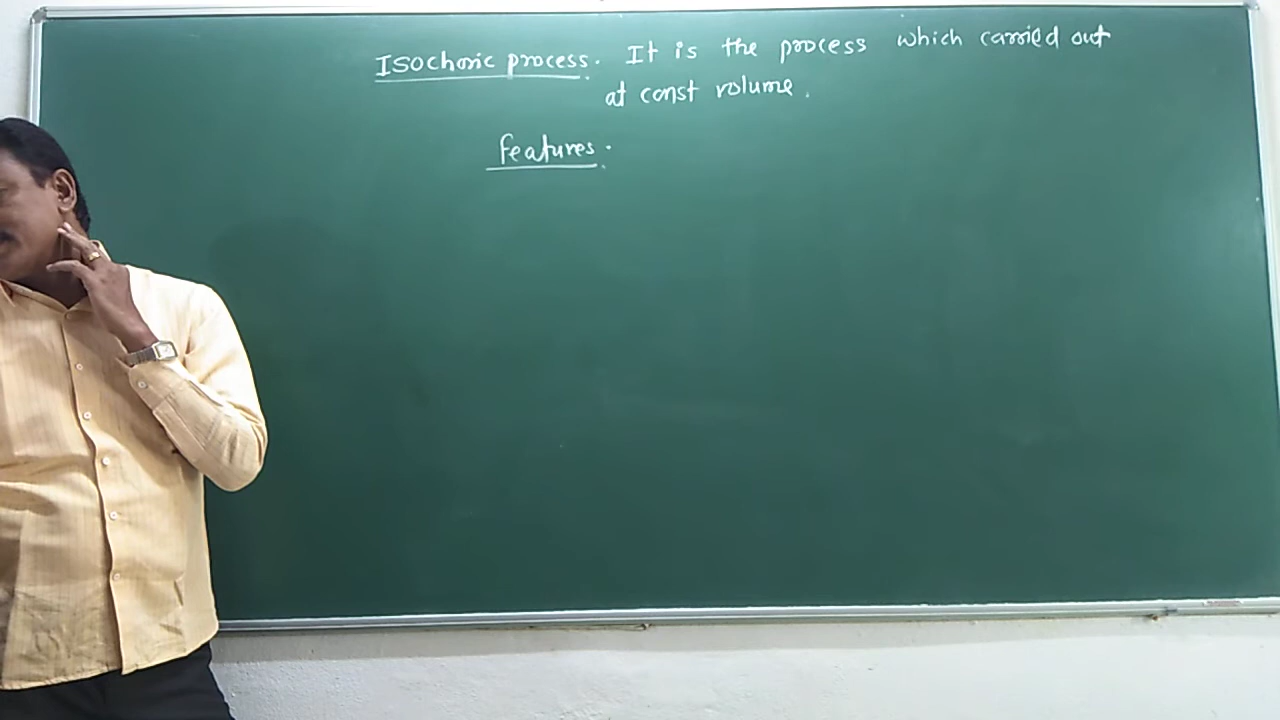 Isochoric process. It is the process which carried out
at const volume.
features.